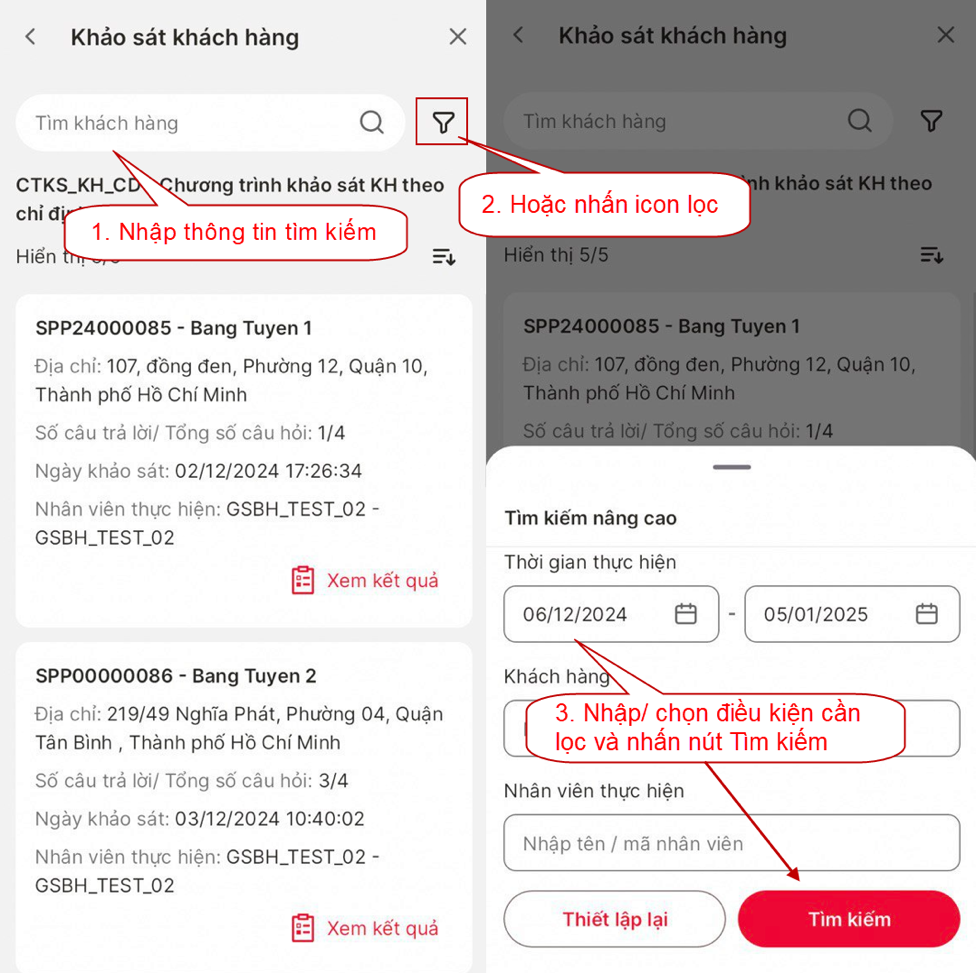 Khảo sát khách hàng
Tìm khách hàng
CTKS_KH_CD Chương trình khảo sát KH theo
chỉ
1. Nhập thông tin tìm kiếm
Hiển
SPP24000085 - Bang Tuyen 1
Địa chỉ: 107, đồng đen, Phường 12, Quận 10,
Thành phố Hồ Chí Minh
Số câu trả lời/ Tổng số câu hỏi: 1/4
Ngày khảo sát: 02/12/2024 17:26:34
Nhân viên thực hiện: GSBH_TEST_02 -
GSBH_TEST_02
Xem kết quả
SPP00000086 - Bang Tuyen 2
Địa chỉ: 219/49 Nghĩa Phát, Phường 04, Quận
Tân Bình , Thành phố Hồ Chí Minh
Số câu trả lời/ Tổng số câu hỏi: 3/4
Ngày khảo sát: 03/12/2024 10:40:02
Nhân viên thực hiện: GSBH_TEST_02 -
GSBH_TEST_02
Xem kết quả
Khảo sát khách hàng
Tìm khách hàng
2. Hoặc nhấn icon lọc
khảo sát KH theo
Hiển thị 5/5
SPP24000085 - Bang Tuyen 1
Địa chỉ: 107, đồng đen, Phường 12, Quận 10,
Thành phố Hồ Chí Minh
Số câu trả lời/ Tổng số câu hỏi: 1/4
Tìm kiếm nâng cao
Thời gian thực hiện
06/12/2024 - 05/01/2025
Khách hàng
3. Nhập/ chọn điều kiện cần
lọc và nhấn nút Tìm kiếm
Nhân viên thực hiện
Nhập tên / mã nhân viên
Thiết lập lại
Tìm kiếm